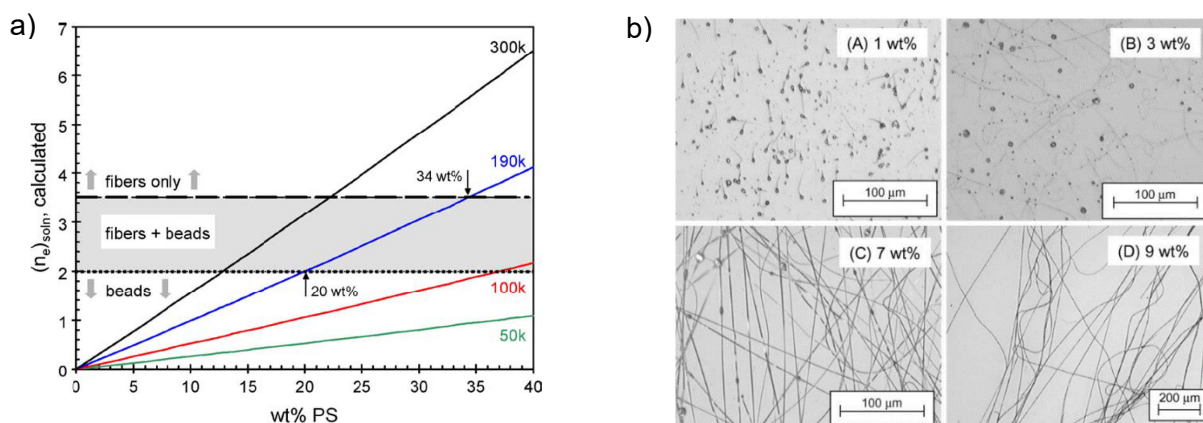 a)
7
6
5
4
3
2
1
0
(nₑ)ₛₒₗₙ, calculated
300k
190k
34 wt%
fibers only
fibers + beads
beads
20 wt%
100k
50k
0 5 10 15 20 25 30 35 40
wt% PS
b)
(A) 1 wt%
100 μm
(B) 3 wt%
100 μm
(C) 7 wt%
100 μm
(D) 9 wt%
200 μm